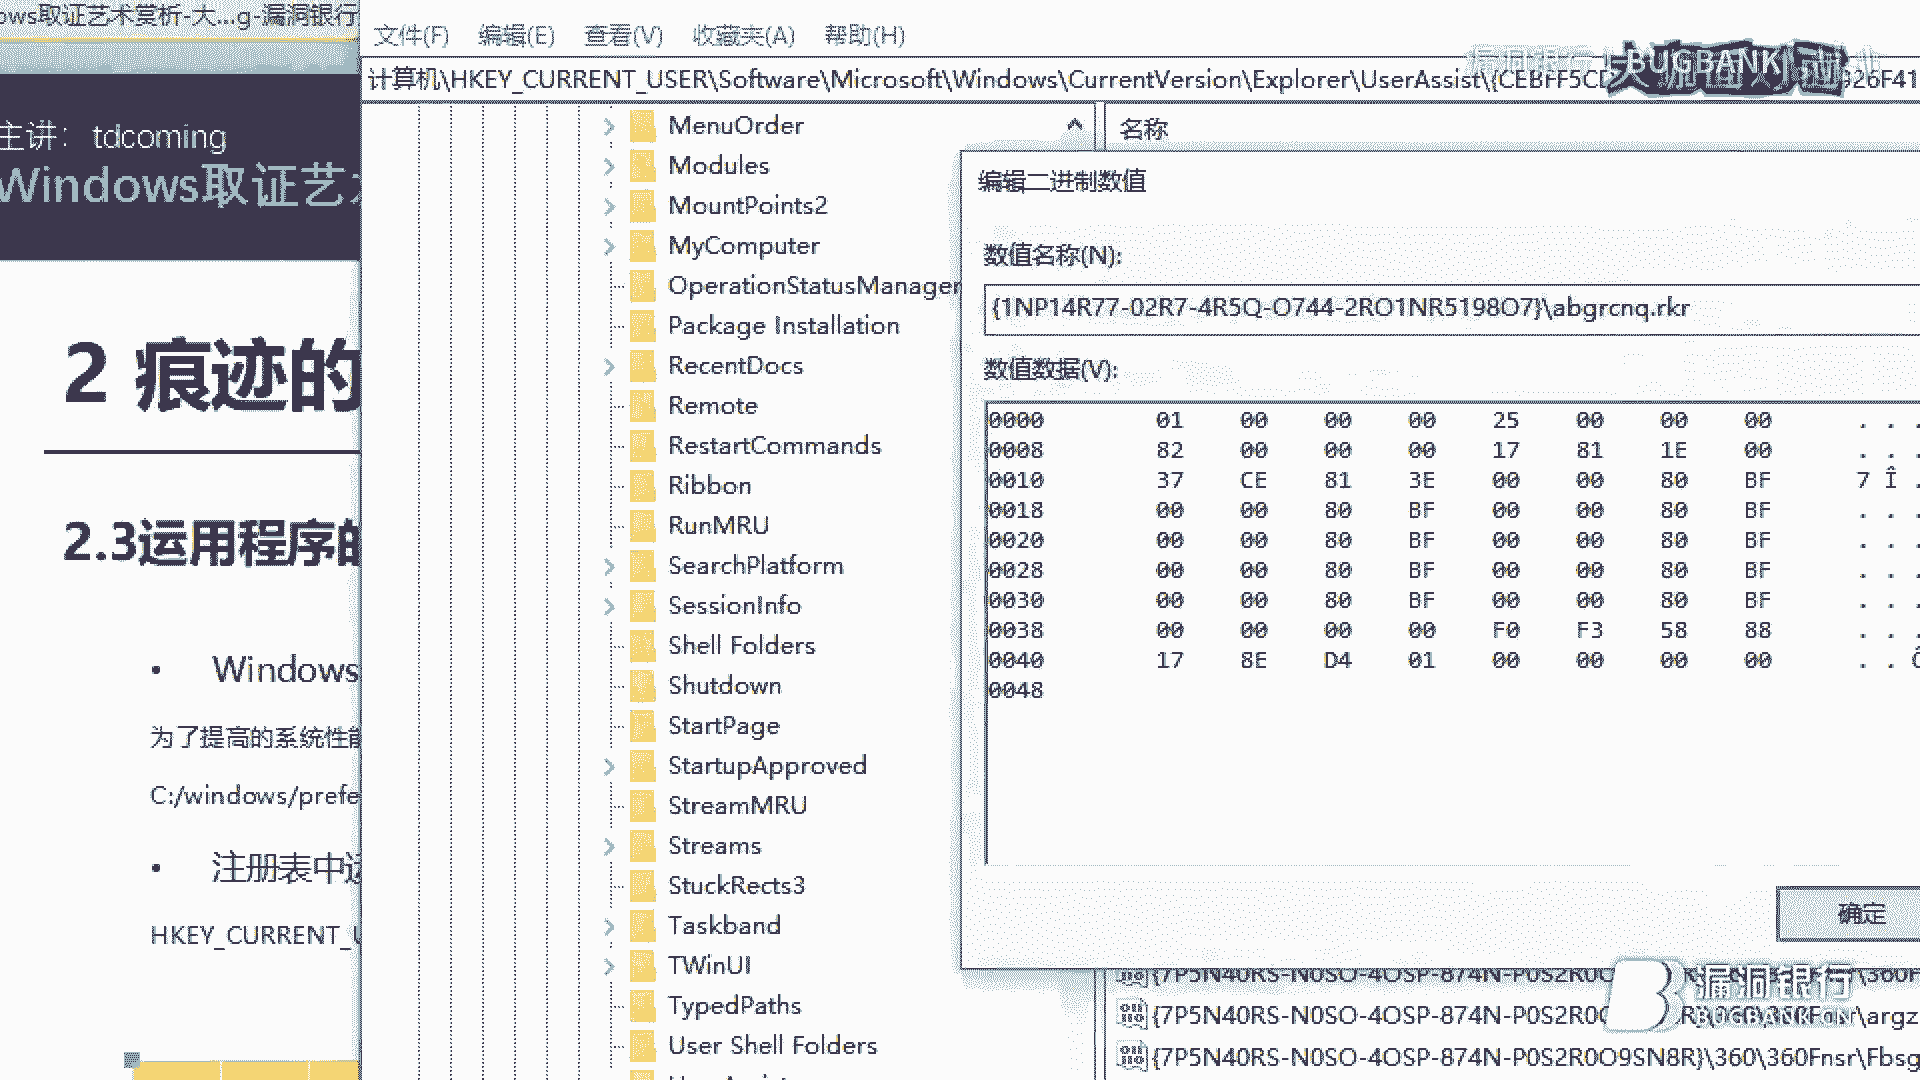 ows取证艺术赏析-大...g-漏洞银行
主讲： tdcoming
Windows取证艺
2 痕迹的
2.3运用程序的
• Windows
为了提高的系统性能
C:/windows/prefe
• 注册表中运
HKEY_CURRENT_U
文件(F) 编辑(E) 查看(V) 收藏夹(A) 帮助(H)
计算机\HKEY_CURRENT_USER\Software\Microsoft\Windows\CurrentVersion\Explorer\UserAssist\{CEBFF5CD
326F41
BUGBANK
MenuOrder
Modules
MountPoints2
MyComputer
OperationStatusManager
Package Installation
RecentDocs
Remote
RestartCommands
Ribbon
RunMRU
SearchPlatform
SessionInfo
Shell Folders
Shutdown
StartPage
StartupApproved
StreamMRU
Streams
StuckRects3
Taskband
TWinUI
TypedPaths
User Shell Folders
名称
编辑二进制数值
数值名称(N):
{1NP14R77-02R7-4R5Q-O744-2RO1NR5198O7}\abgrcnq.rkr
数值数据(V):
0000 01 00 00 00 25 00 00 00 . . .
0008 82 00 00 00 17 81 1E 00 . . .
0010 37 CE 81 3E 00 00 80 BF 7 Î .
0018 00 00 80 BF 00 00 80 BF . . .
0020 00 00 80 BF 00 00 80 BF . . .
0028 00 00 80 BF 00 00 80 BF . . .
0030 00 00 80 BF 00 00 80 BF . . .
0038 00 00 00 00 F0 F3 58 88 . . .
0040 17 8E D4 01 00 00 00 00 . . Ô
0048
确定
{7P5N40RS-N0SO-4OSP-874N-P0S2R0O
{7P5N40RS-N0SO-4OSP-874N-P0S2R0O
{7P5N40RS-N0SO-4OSP-874N-P0S2R0O9SN8R}\360\360Fnsr\Fbsg
漏洞银行
BUGBANK.CN